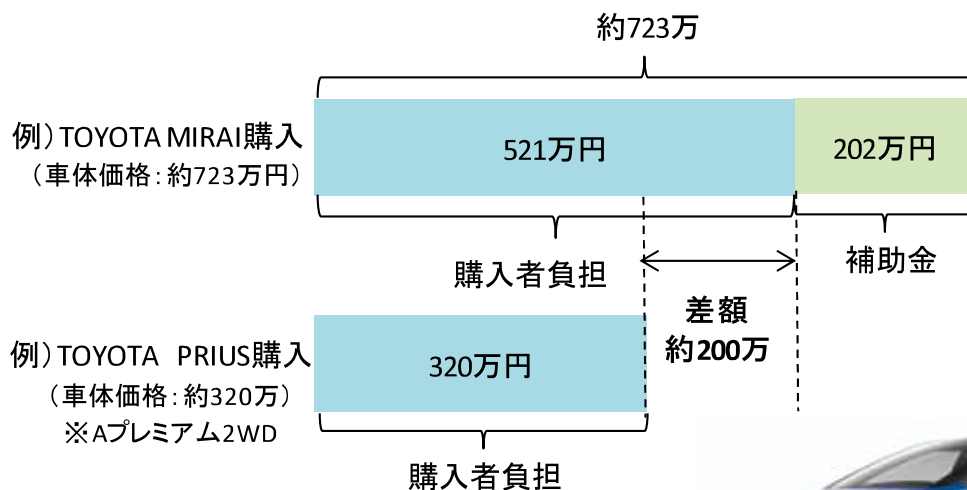 約723万
例）TOYOTA MIRAI購入
（車体価格：約723万円）
521万円
202万円
購入者負担
補助金
差額
約200万
例）TOYOTA　PRIUS購入
（車体価格：約320万）
※Aプレミアム2WD
320万円
購入者負担